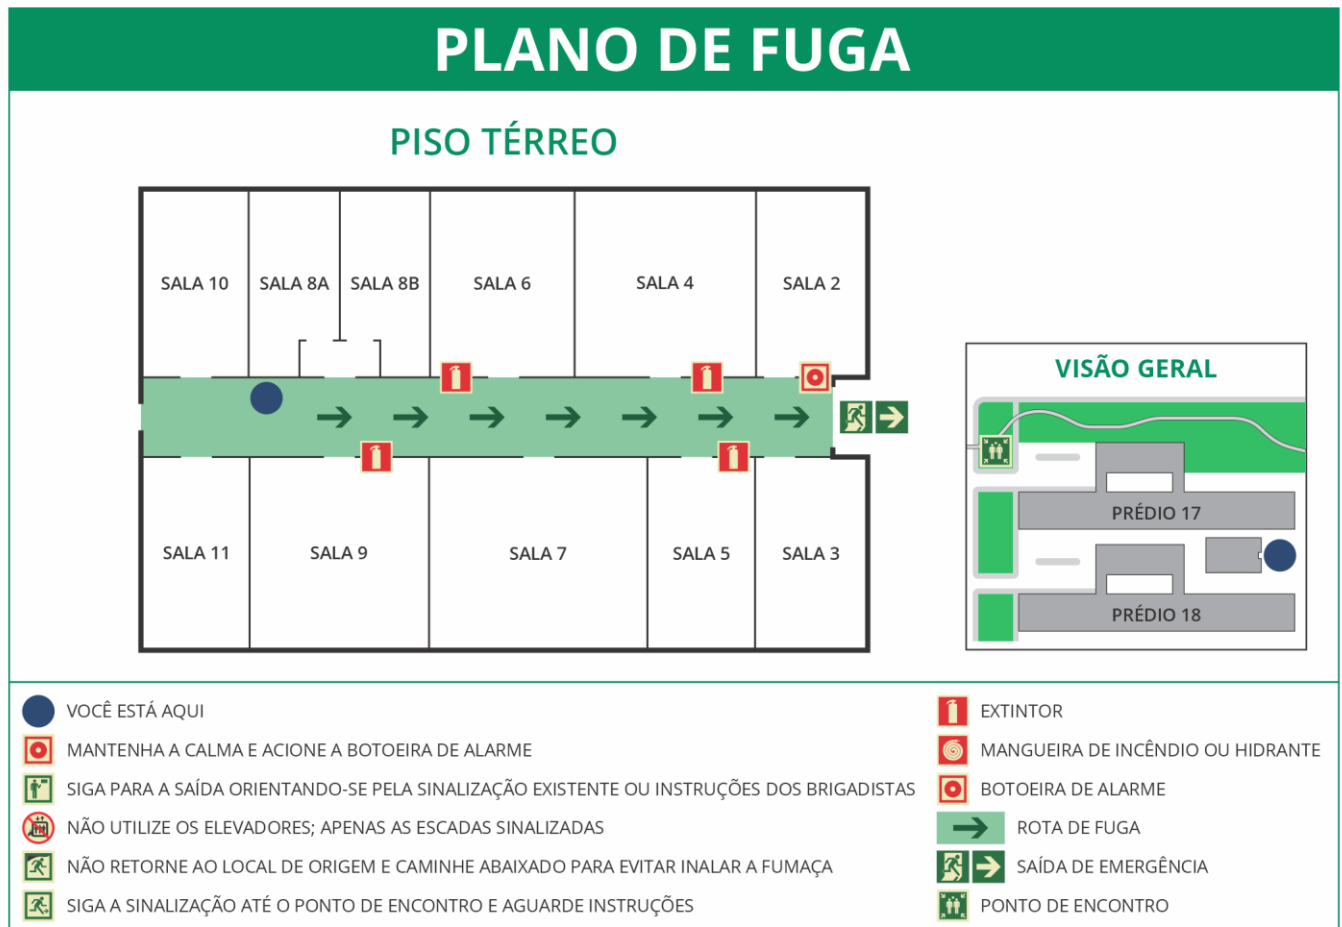 PLANO DE FUGA
PISO TÉRREO
SALA 10
SALA 8A
SALA 8B
SALA 6
SALA 4
SALA 2
SALA 11
SALA 9
SALA 7
SALA 5
SALA 3
VISÃO GERAL
PRÉDIO 17
PRÉDIO 18
VOCÊ ESTÁ AQUI
MANTENHA A CALMA E ACIONE A BOTOEIRA DE ALARME
SIGA PARA A SAÍDA ORIENTANDO-SE PELA SINALIZAÇÃO EXISTENTE OU INSTRUÇÕES DOS BRIGADISTAS
NÃO UTILIZE OS ELEVADORES; APENAS AS ESCADAS SINALIZADAS
NÃO RETORNE AO LOCAL DE ORIGEM E CAMINHE ABAIXADO PARA EVITAR INALAR A FUMAÇA
SIGA A SINALIZAÇÃO ATÉ O PONTO DE ENCONTRO E AGUARDE INSTRUÇÕES
EXTINTOR
MANGUEIRA DE INCÊNDIO OU HIDRANTE
BOTOEIRA DE ALARME
ROTA DE FUGA
SAÍDA DE EMERGÊNCIA
PONTO DE ENCONTRO